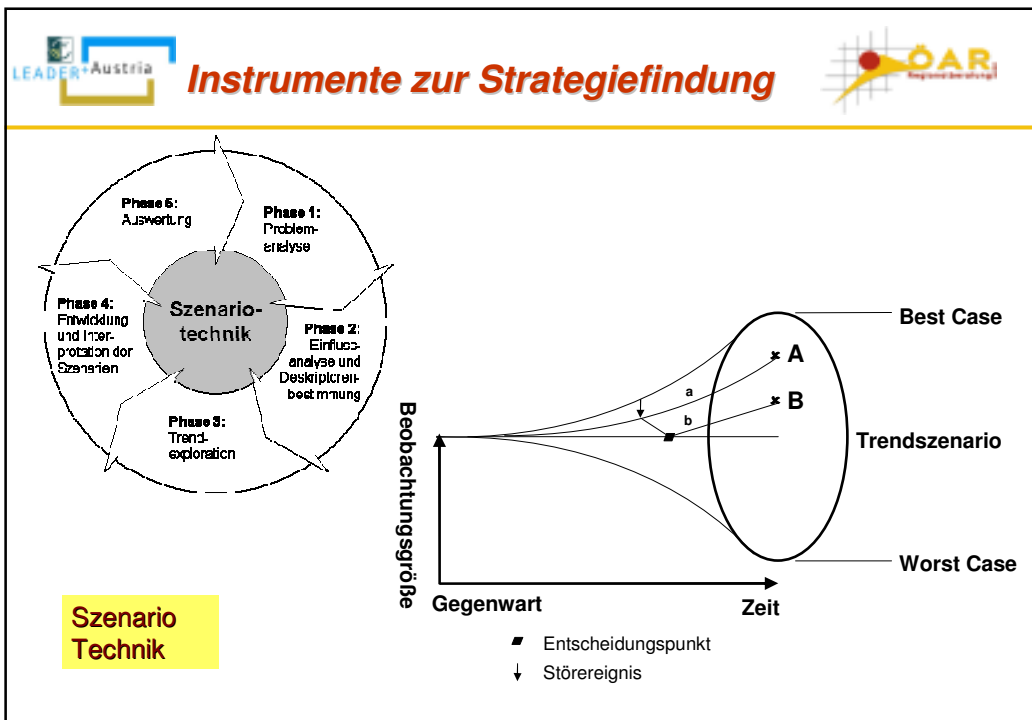 LEADER+ Austria
Instrumente zur Strategiefindung
ÖAR
Regionalberatung
Phase 1:
Problem-
analyse
Phase 2:
Einfluss-
analyse und
Deskriptoren-
bestimmung
Phase 3:
Trend-
exploration
Phase 4:
Entwicklung
und Inter-
protation der
Szenarien
Phase 5:
Auswertung
Szenario-
technik
Best Case
A
a
B
b
Trendszenario
Worst Case
Beobachtungsgröße
Gegenwart
Zeit
Entscheidungspunkt
Störereignis
Szenario
Technik